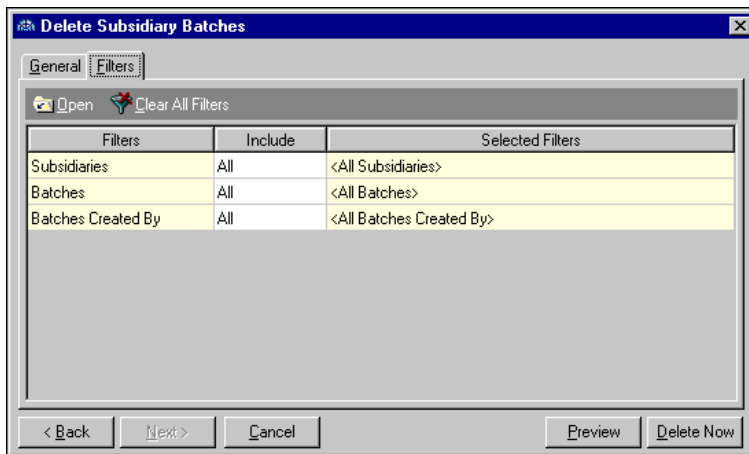 Delete Subsidiary Batches
General Filters
Open Clear All Filters
Filters Include Selected Filters
Subsidiaries All <All Subsidiaries>
Batches All <All Batches>
Batches Created By All <All Batches Created By>
< Back Next > Cancel Preview Delete Now